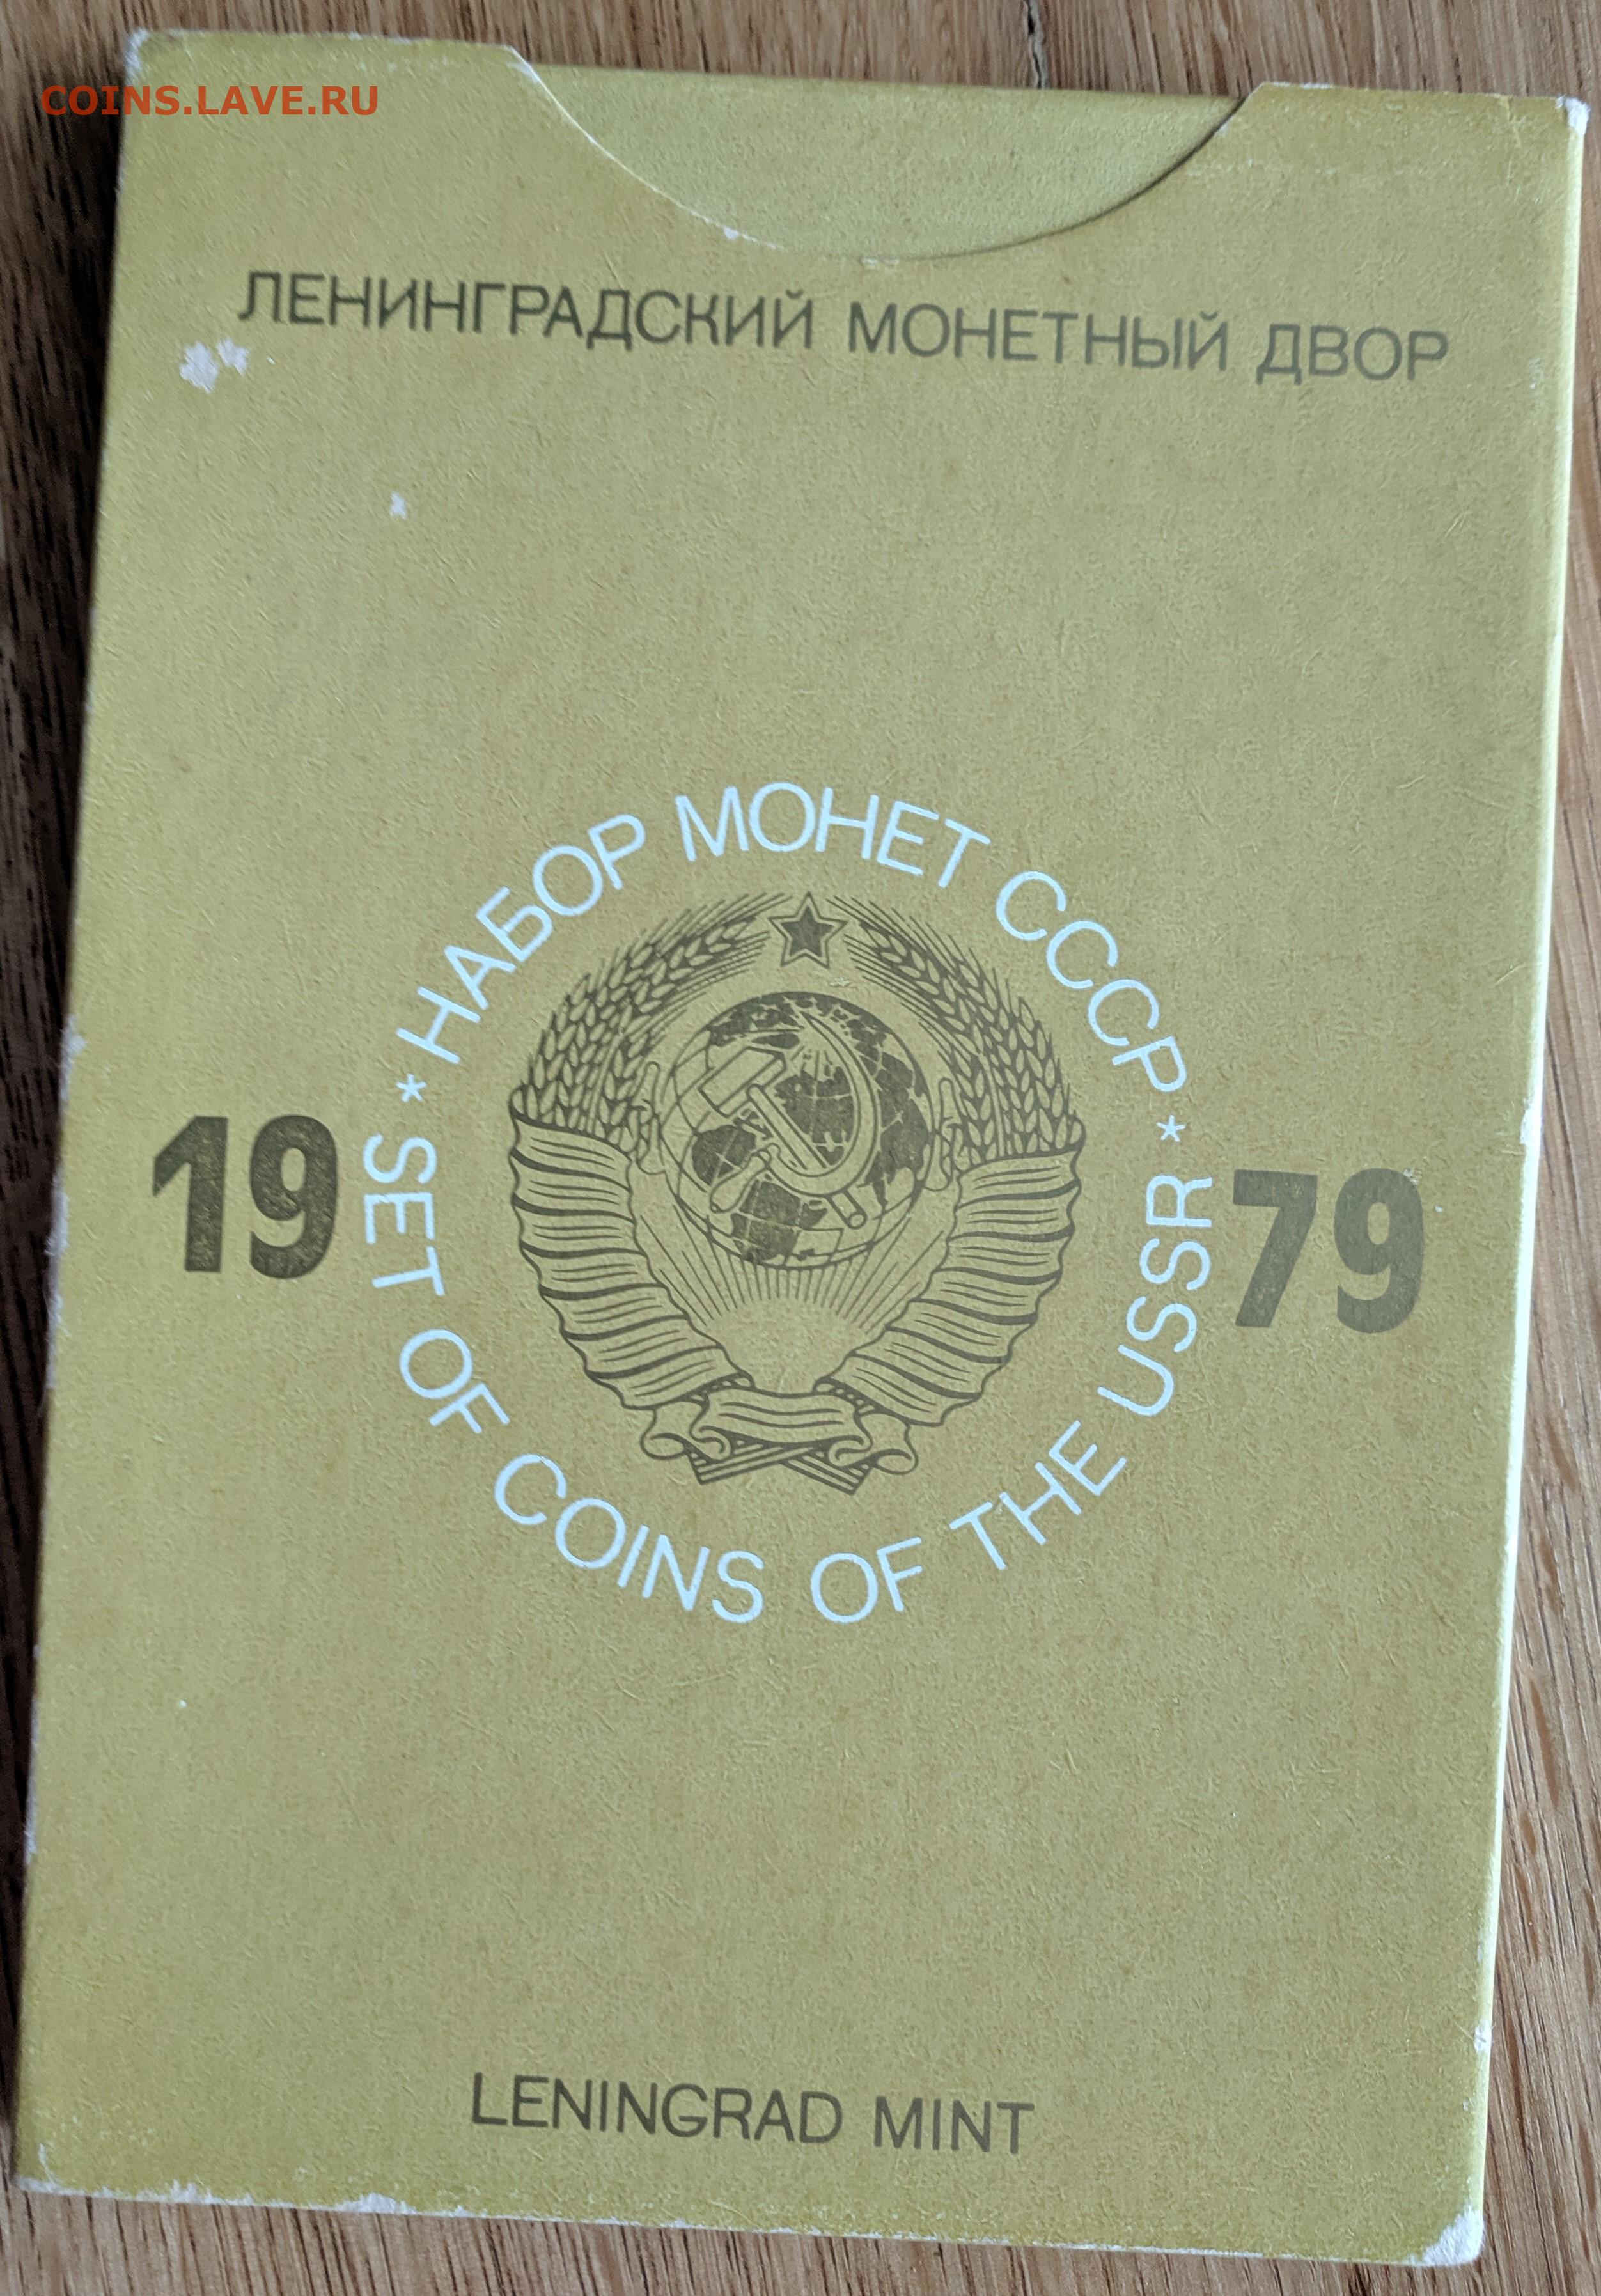 COINS.LAVE.RU
ЛЕНИНГРАДСКИЙ МОНЕТНЫЙ ДВОР
* НАБОР МОНЕТ СССР *
19 79
SET OF COINS OF THE USSR
LENINGRAD MINT